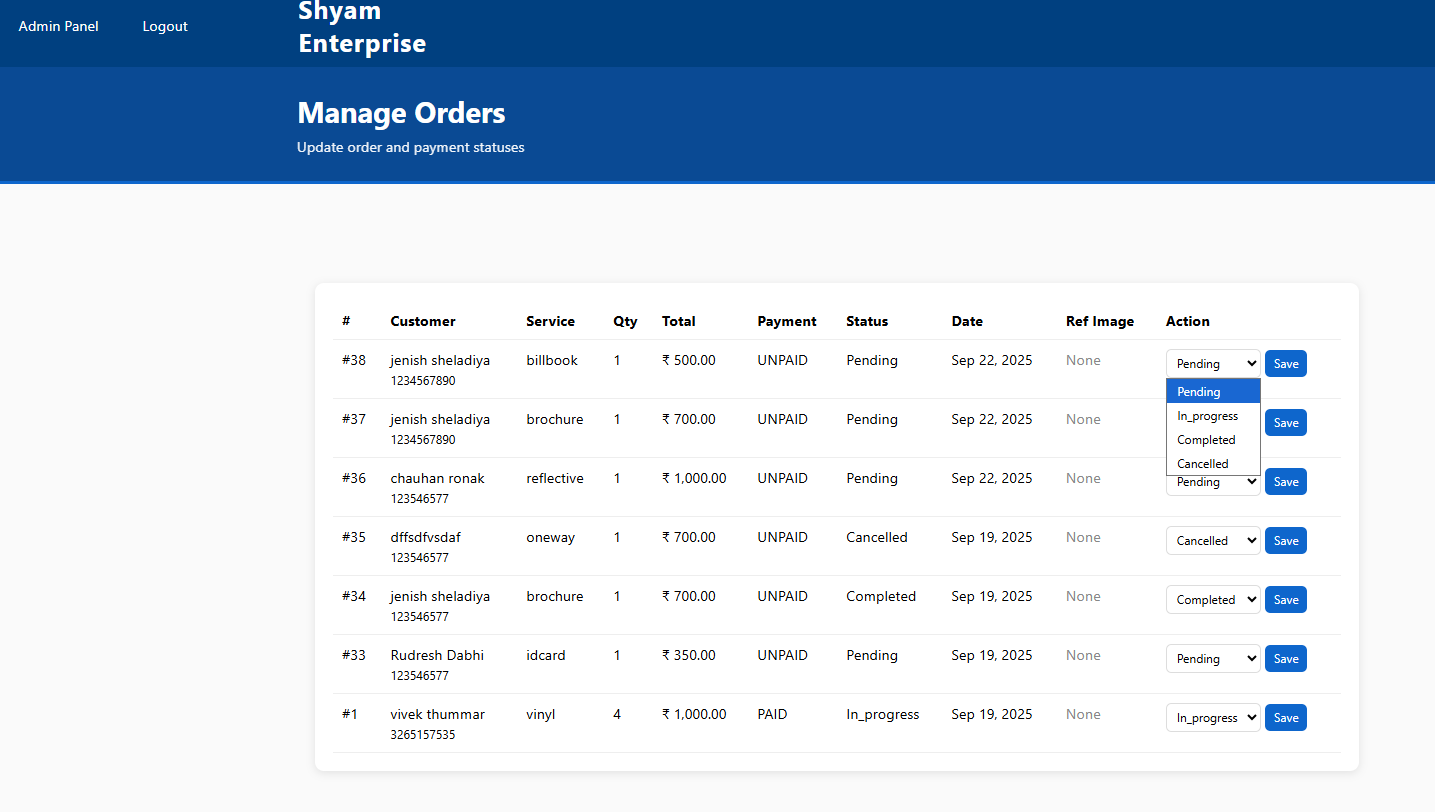 Admin Panel Logout
Shyam
Enterprise
Manage Orders
Update order and payment statuses
# Customer Service Qty Total Payment Status Date Ref Image Action
#38 jenish sheladiya billbook 1 ₹ 500.00 UNPAID Pending Sep 22, 2025 None Pending Save
1234567890
Pending
In_progress
Completed
Cancelled
#37 jenish sheladiya brochure 1 ₹ 700.00 UNPAID Pending Sep 22, 2025 None Save
1234567890
#36 chauhan ronak reflective 1 ₹ 1,000.00 UNPAID Pending Sep 22, 2025 None Pending Save
123546577
#35 dffsdfvsdaf oneway 1 ₹ 700.00 UNPAID Cancelled Sep 19, 2025 None Cancelled Save
123546577
#34 jenish sheladiya brochure 1 ₹ 700.00 UNPAID Completed Sep 19, 2025 None Completed Save
123546577
#33 Rudresh Dabhi idcard 1 ₹ 350.00 UNPAID Pending Sep 19, 2025 None Pending Save
123546577
#1 vivek thummar vinyl 4 ₹ 1,000.00 PAID In_progress Sep 19, 2025 None In_progress Save
3265157535